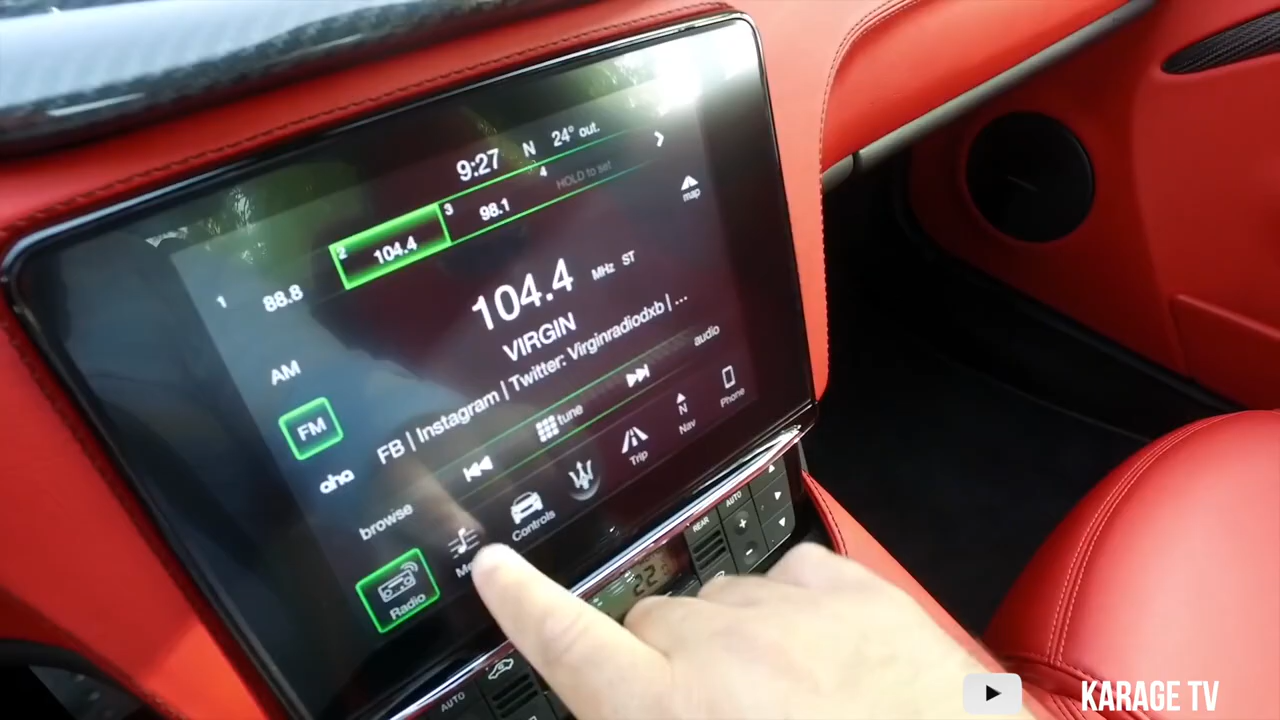 9:27 N 24° out.
1 88.8 2 104.4 3 98.1 4 HOLD to set
map
104.4 MHz ST
VIRGIN
FB | Instagram | Twitter: Virginradiodxb | ...
AM
FM
aha
browse
tune
audio
Radio
Controls
Trip
N
Nav
Phone
AUTO
REAR
AUTO
+
-
22
KARAGE TV